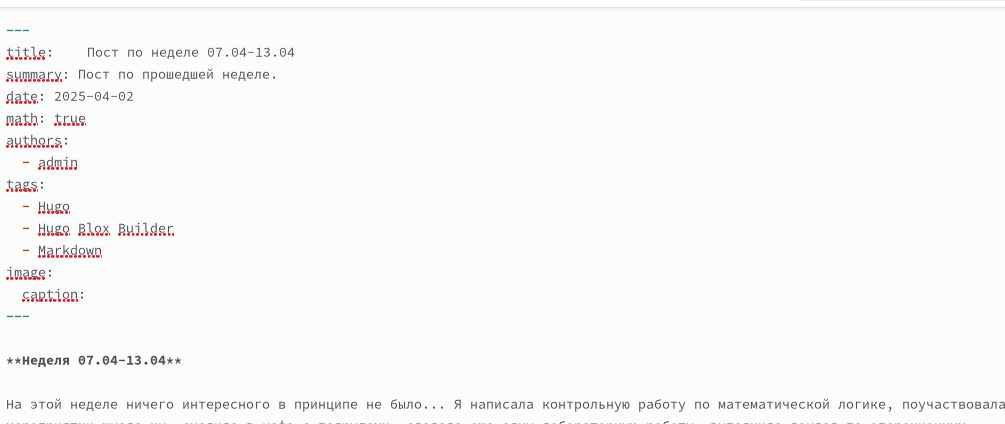 ---
title:    Пост по неделе 07.04-13.04
summary: Пост по прошедшей неделе.
date: 2025-04-02
math: true
authors:
  - admin
tags:
  - Hugo
  - Hugo Blox Builder
  - Markdown
image:
  caption:
---
**Неделя 07.04-13.04**
На этой неделе ничего интересного в принципе не было... Я написала контрольную работу по математической логике, поучаствовала